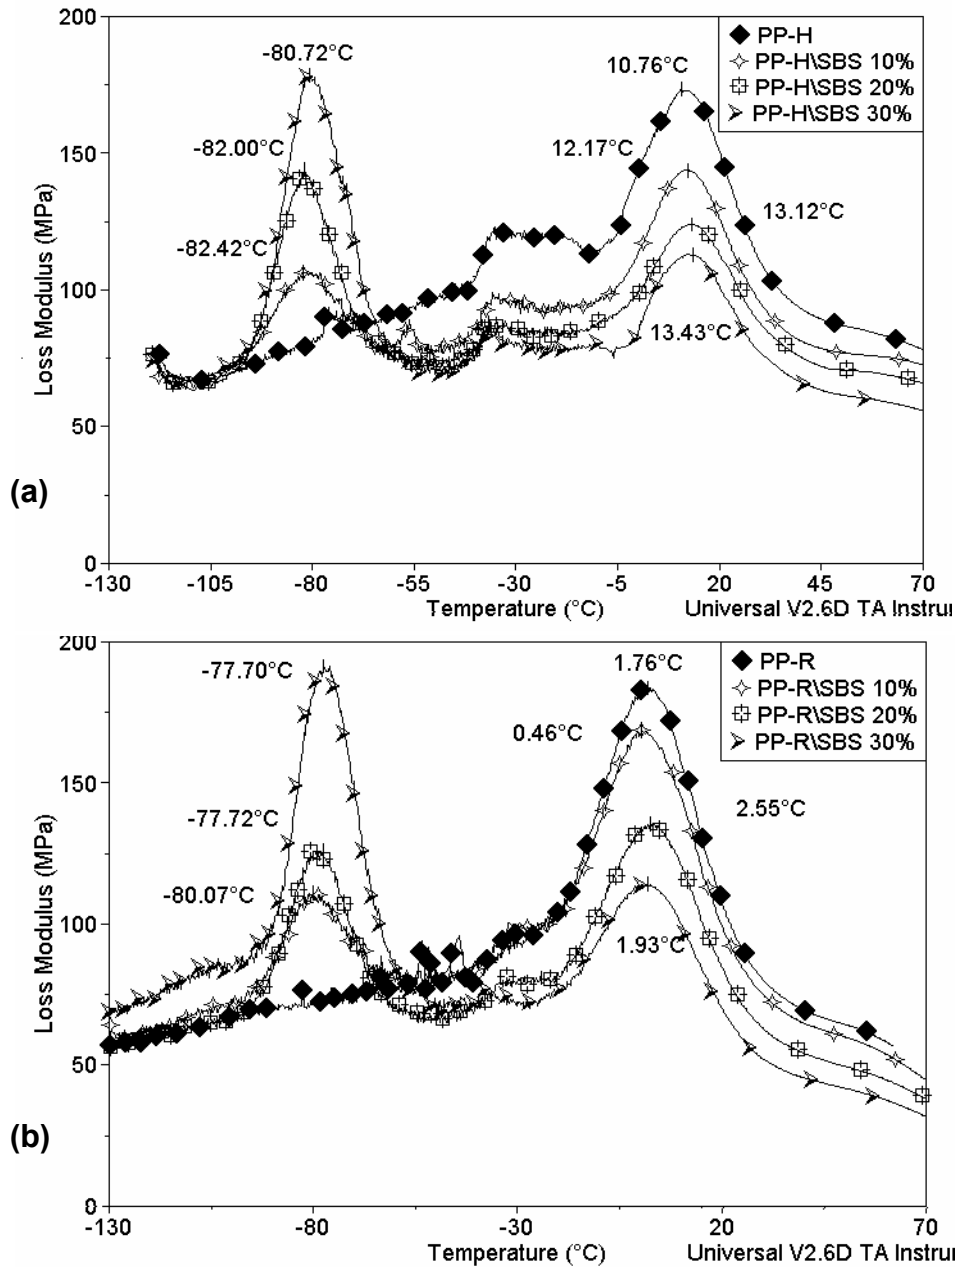 200
-80.72°C
PP-H
10.76°C
PP-H\SBS 10%
PP-H\SBS 20%
PP-H\SBS 30%
150
-82.00°C
12.17°C
13.12°C
-82.42°C
Loss Modulus (MPa)
100
13.43°C
50
(a)
0
-130 -105 -80 -55 -30 -5 20 45 70
Temperature (°C) Universal V2.6D TA Instru
200
-77.70°C
1.76°C
PP-R
PP-R\SBS 10%
PP-R\SBS 20%
PP-R\SBS 30%
0.46°C
150
-77.72°C
2.55°C
Loss Modulus (MPa)
-80.07°C
100
1.93°C
50
(b)
0
-130 -80 -30 20 70
Temperature (°C) Universal V2.6D TA Instru